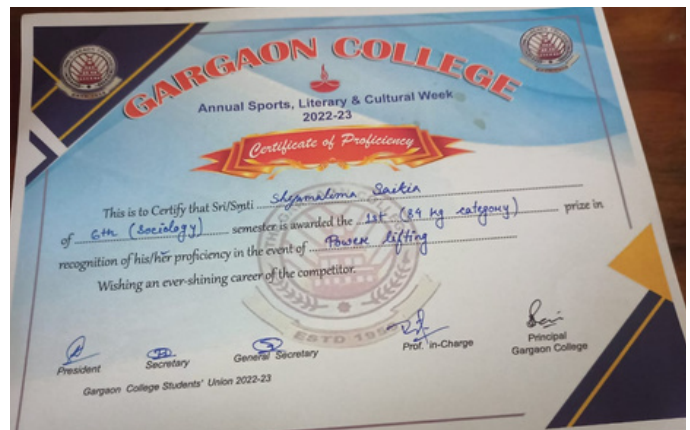 GARGAON COLLEGE
Annual Sports, Literary & Cultural Week
2022-23
Certificate of Proficiency
This is to Certify that Sri/Smti Shyamalima Saikia
of 6th (Sociology) semester is awarded the 1st (84 kg category) prize in
recognition of his/her proficiency in the event of Power lifting
Wishing an ever-shining career of the competitor.
ESTD
President
Secretary
General Secretary
Prof. in-Charge
Principal
Gargaon College
Gargaon College Students' Union 2022-23